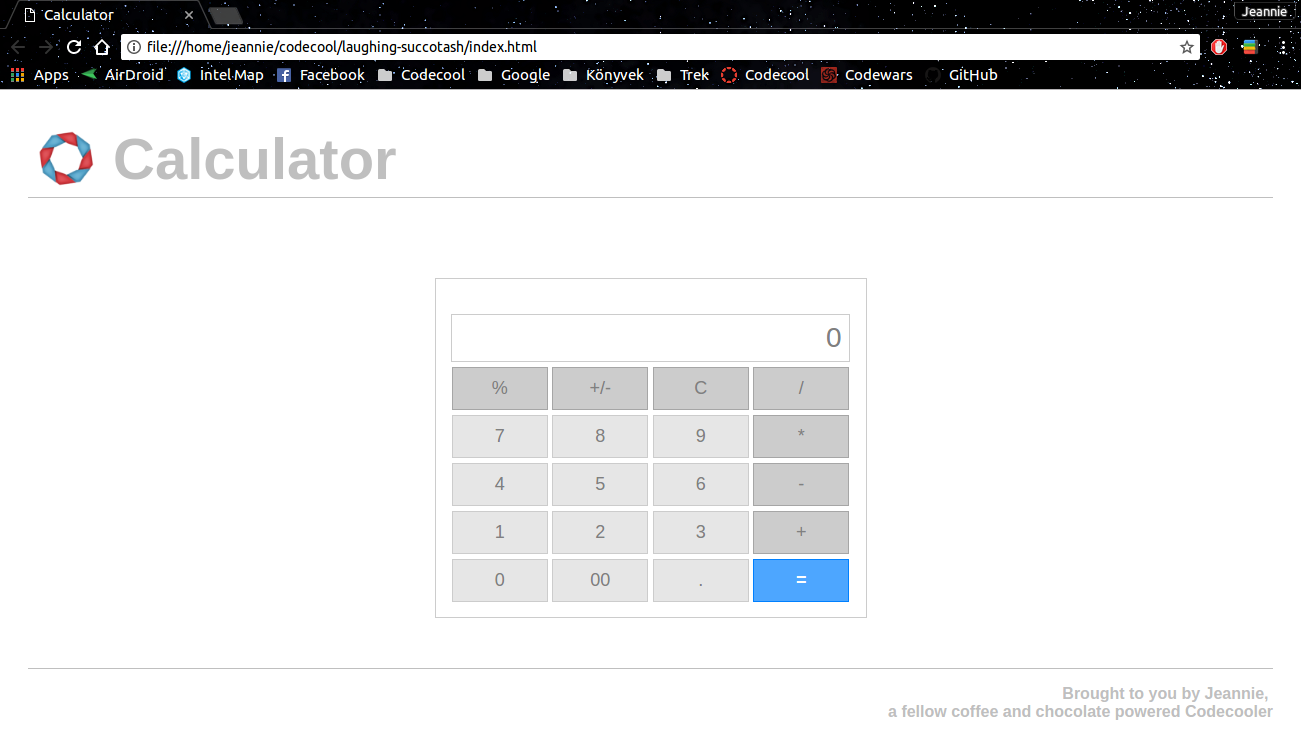 Calculator
Jeannie
file:///home/jeannie/codecool/laughing-succotash/index.html
Apps AirDroid Intel Map Facebook Codecool Google Könyvek Trek Codecool Codewars GitHub
Calculator
0
% +/- C /
7 8 9 *
4 5 6 -
1 2 3 +
0 00 . =
Brought to you by Jeannie,
a fellow coffee and chocolate powered Codecooler